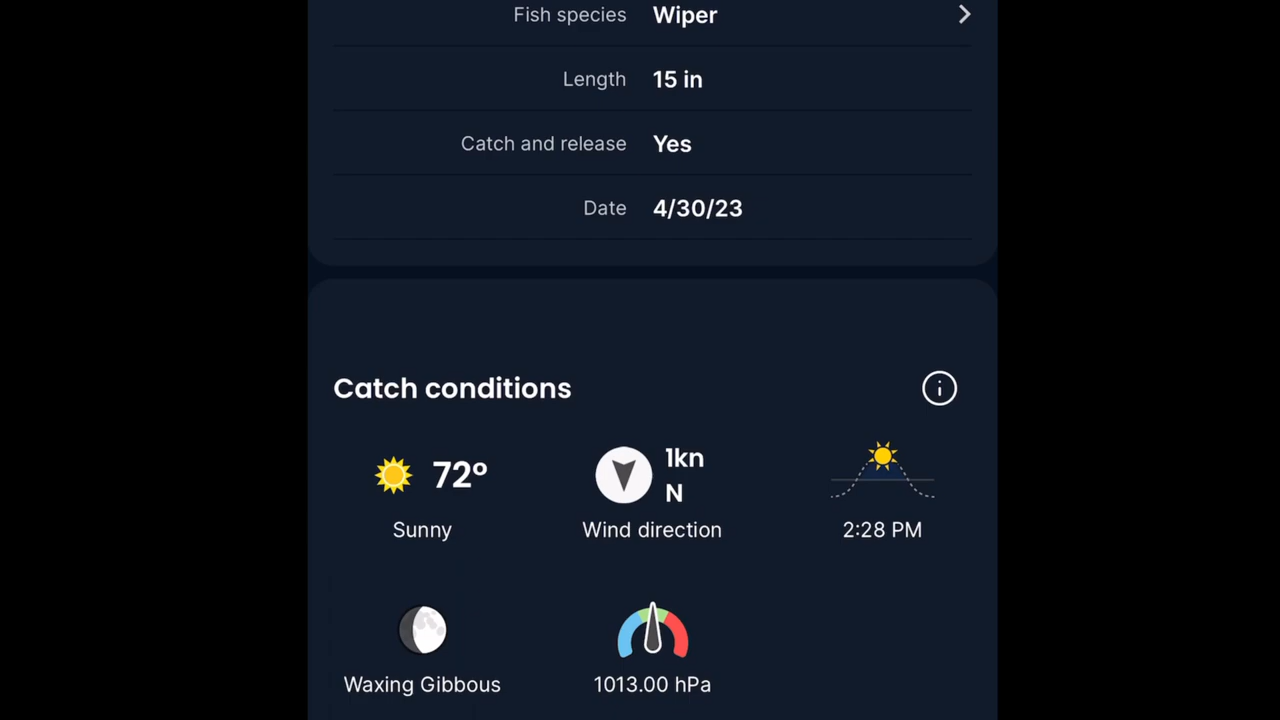 Fish species Wiper
Length 15 in
Catch and release Yes
Date 4/30/23
Catch conditions
72°
Sunny
1kn
N
Wind direction
2:28 PM
Waxing Gibbous
1013.00 hPa